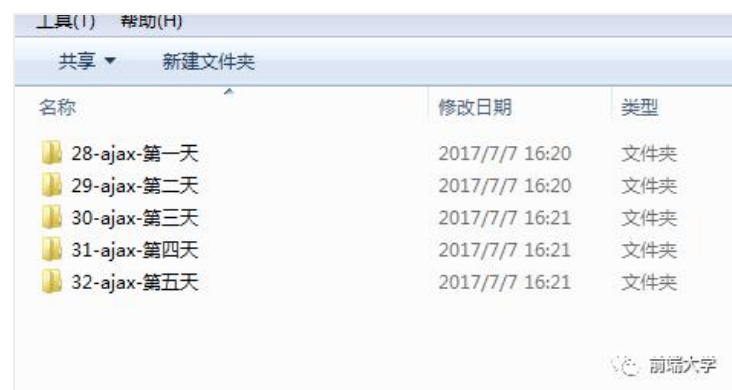 工具(T) 帮助(H)
共享 新建文件夹
名称 修改日期 类型
28-ajax-第一天 2017/7/7 16:20 文件夹
29-ajax-第二天 2017/7/7 16:20 文件夹
30-ajax-第三天 2017/7/7 16:21 文件夹
31-ajax-第四天 2017/7/7 16:21 文件夹
32-ajax-第五天 2017/7/7 16:21 文件夹
前端大学